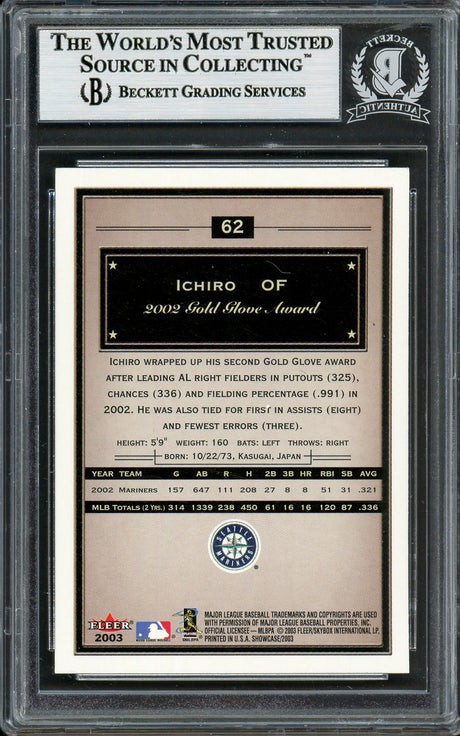 THE WORLD'S MOST TRUSTED
SOURCE IN COLLECTING™
B BECKETT GRADING SERVICES
BECKETT
B
AUTHENTIC
62
ICHIRO OF
2002 Gold Glove Award
ICHIRO WRAPPED UP HIS SECOND GOLD GLOVE AWARD
AFTER LEADING AL RIGHT FIELDERS IN PUTOUTS (325),
CHANCES (336) AND FIELDING PERCENTAGE (.991) IN
2002. HE WAS ALSO TIED FOR FIRST IN ASSISTS (EIGHT)
AND FEWEST ERRORS (THREE).
HEIGHT: 5'9" WEIGHT: 160 BATS: LEFT THROWS: RIGHT
BORN: 10/22/73, KASUGAI, JAPAN
YEAR TEAM G AB R H 2B 3B HR RBI SB AVG
2002 MARINERS 157 647 111 208 27 8 8 51 31 .321
MLB TOTALS (2 YRS.) 314 1339 238 450 61 16 16 120 87 .336
SEATTLE
MARINERS
®
FLEER
2003
MAJOR LEAGUE BASEBALL TRADEMARKS AND COPYRIGHTS ARE USED
WITH PERMISSION OF MAJOR LEAGUE BASEBALL PROPERTIES, INC.
OFFICIAL LICENSEE — MLBPA © 2003 FLEER/SKYBOX INTERNATIONAL LP,
PRINTED IN U.S.A. SHOWCASE/2003